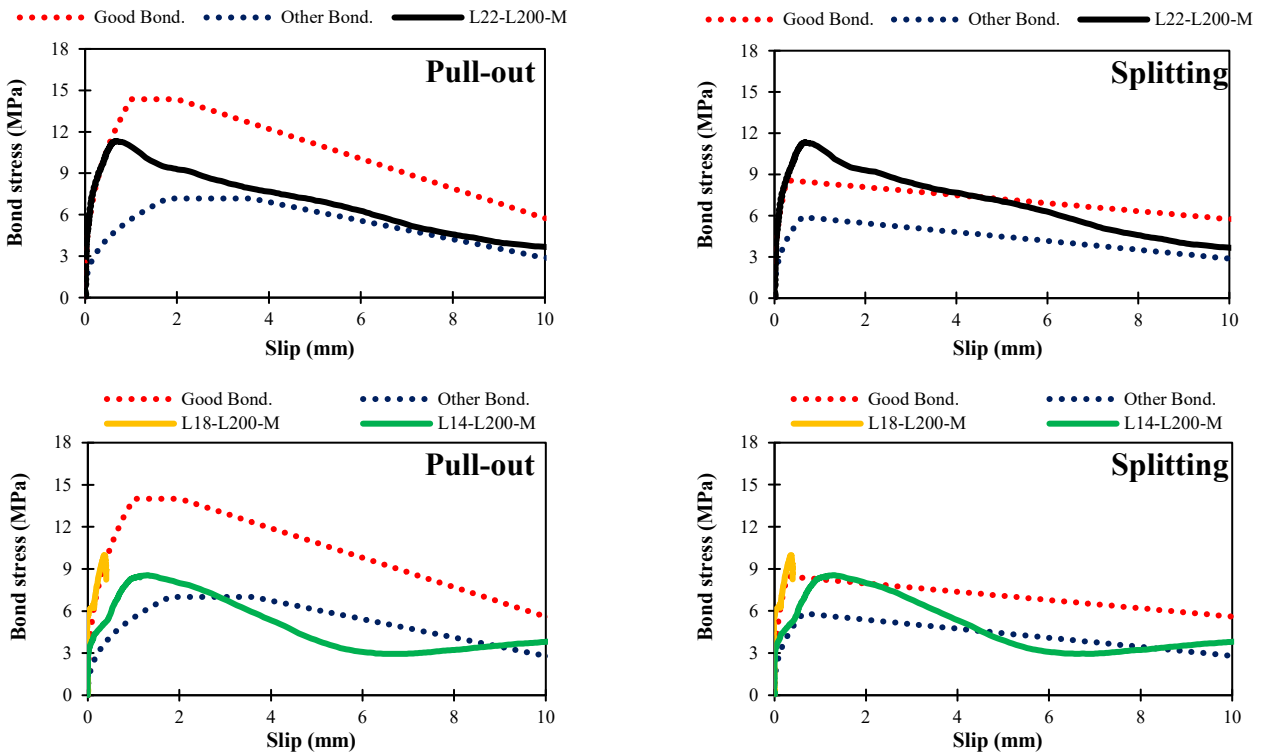 Good Bond. Other Bond. L22-L200-M
Pull-out
Bond stress (MPa)
18
15
12
9
6
3
0
0 2 4 6 8 10
Slip (mm)
Good Bond. Other Bond. L22-L200-M
Splitting
Bond stress (MPa)
18
15
12
9
6
3
0
0 2 4 6 8 10
Slip (mm)
Good Bond. Other Bond.
L18-L200-M L14-L200-M
Pull-out
Bond stress (MPa)
18
15
12
9
6
3
0
0 2 4 6 8 10
Slip (mm)
Good Bond. Other Bond.
L18-L200-M L14-L200-M
Splitting
Bond stress (MPa)
18
15
12
9
6
3
0
0 2 4 6 8 10
Slip (mm)